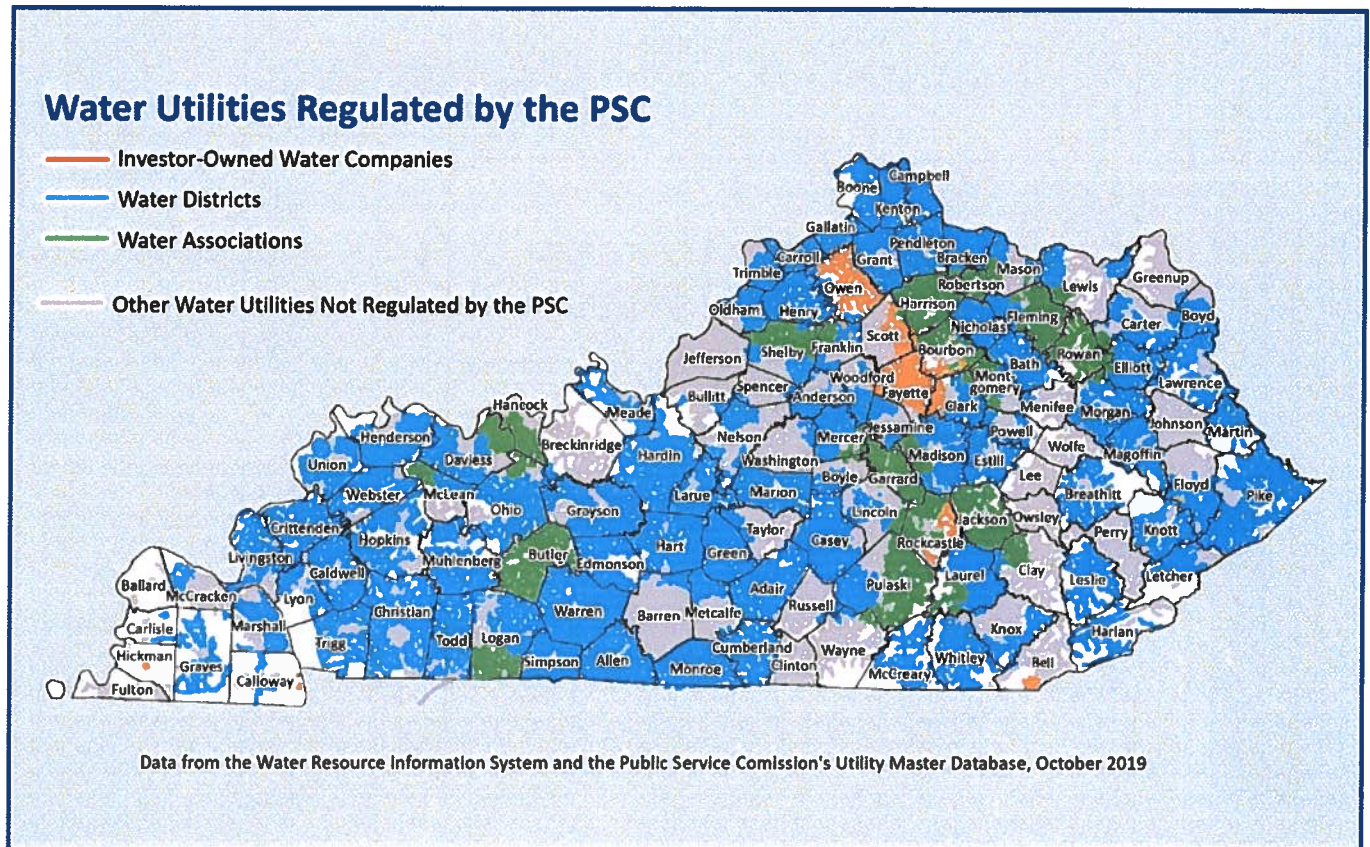 Water Utilities Regulated by the PSC
Investor-Owned Water Companies
Water Districts
Water Associations
Other Water Utilities Not Regulated by the PSC
Boone
Campbell
Kenton
Gallatin
Pendleton
Carroll
Grant
Bracken
Trimble
Mason
Greenup
Owen
Robertson
Lewis
Harrison
Oldham
Henry
Fleming
Boyd
Nicholas
Carter
Scott
Shelby
Franklin
Bourbon
Rowan
Jefferson
Bath
Elliott
Woodford
Mont-
gomery
Lawrence
Spencer
Fayette
Bullitt
Anderson
Clark
Menifee
Hancock
Meade
Morgan
Johnson
Martin
Jessamine
Powell
Henderson
Breckinridge
Nelson
Mercer
Wolfe
Magoffin
Union
Daviess
Hardin
Washington
Madison
Estill
Boyle
Garrard
Lee
Floyd
Webster
McLean
Larue
Marion
Breathitt
Pike
Ohio
Grayson
Lincoln
Jackson
Owsley
Crittenden
Taylor
Perry
Knott
Hopkins
Hart
Green
Casey
Rockcastle
Livingston
Muhlenberg
Butler
Edmonson
Caldwell
Clay
Laurel
Leslie
Letcher
Ballard
McCracken
Adair
Pulaski
Lyon
Christian
Warren
Barren
Metcalfe
Russell
Carlisle
Marshall
Knox
Harlan
Trigg
Todd
Logan
Cumberland
Wayne
Hickman
Graves
Simpson
Allen
Monroe
Clinton
Whitley
Bell
McCreary
Calloway
Fulton
Data from the Water Resource Information System and the Public Service Comission's Utility Master Database, October 2019